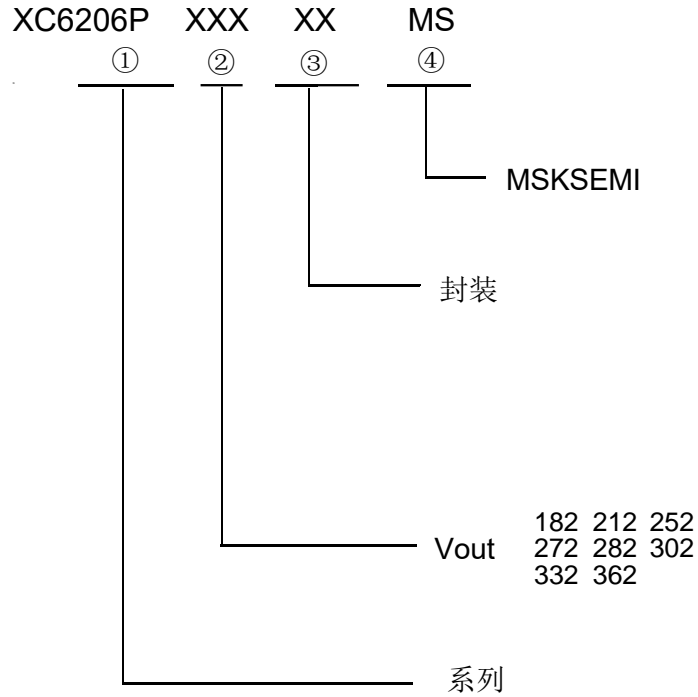 XC6206P XXX XX MS
① ② ③ ④
MSKSEMI
封装
Vout 182 212 252
272 282 302
332 362
系列